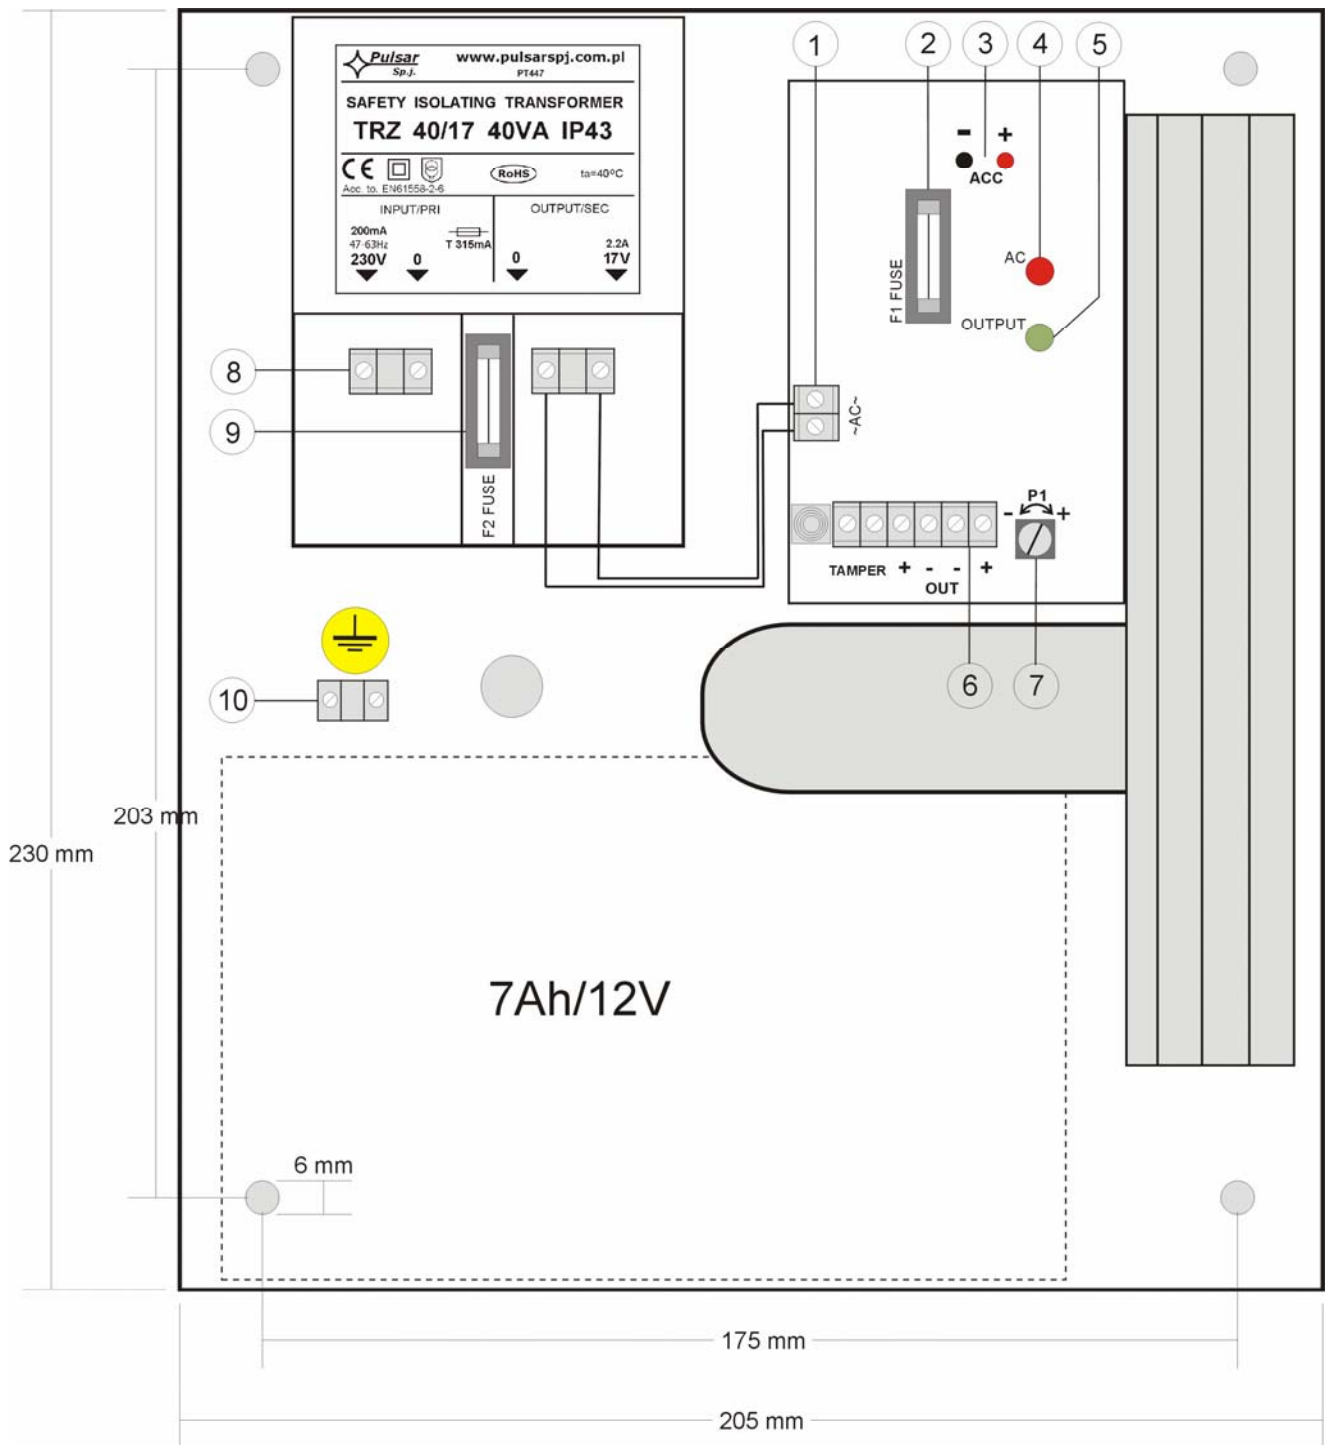 Pulsar
Sp.j.
www.pulsarspj.com.pl
PT447
SAFETY ISOLATING TRANSFORMER
TRZ 40/17 40VA IP43
CE
RoHS
ta=40°C
Acc. to. EN61558-2-6
INPUT/PRI
OUTPUT/SEC
200mA
47-63Hz
230V
0
T 315mA
0
2.2A
17V
1
2
3
4
5
- +
ACC
F1 FUSE
AC
OUTPUT
8
9
F2 FUSE
~AC~
P1
- +
TAMPER + - - +
OUT
10
6
7
203 mm
230 mm
7Ah/12V
6 mm
175 mm
205 mm